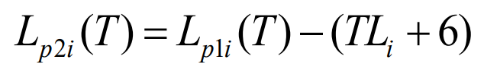 L_{p2i}(T) = L_{p1i}(T) − (TL_i + 6)